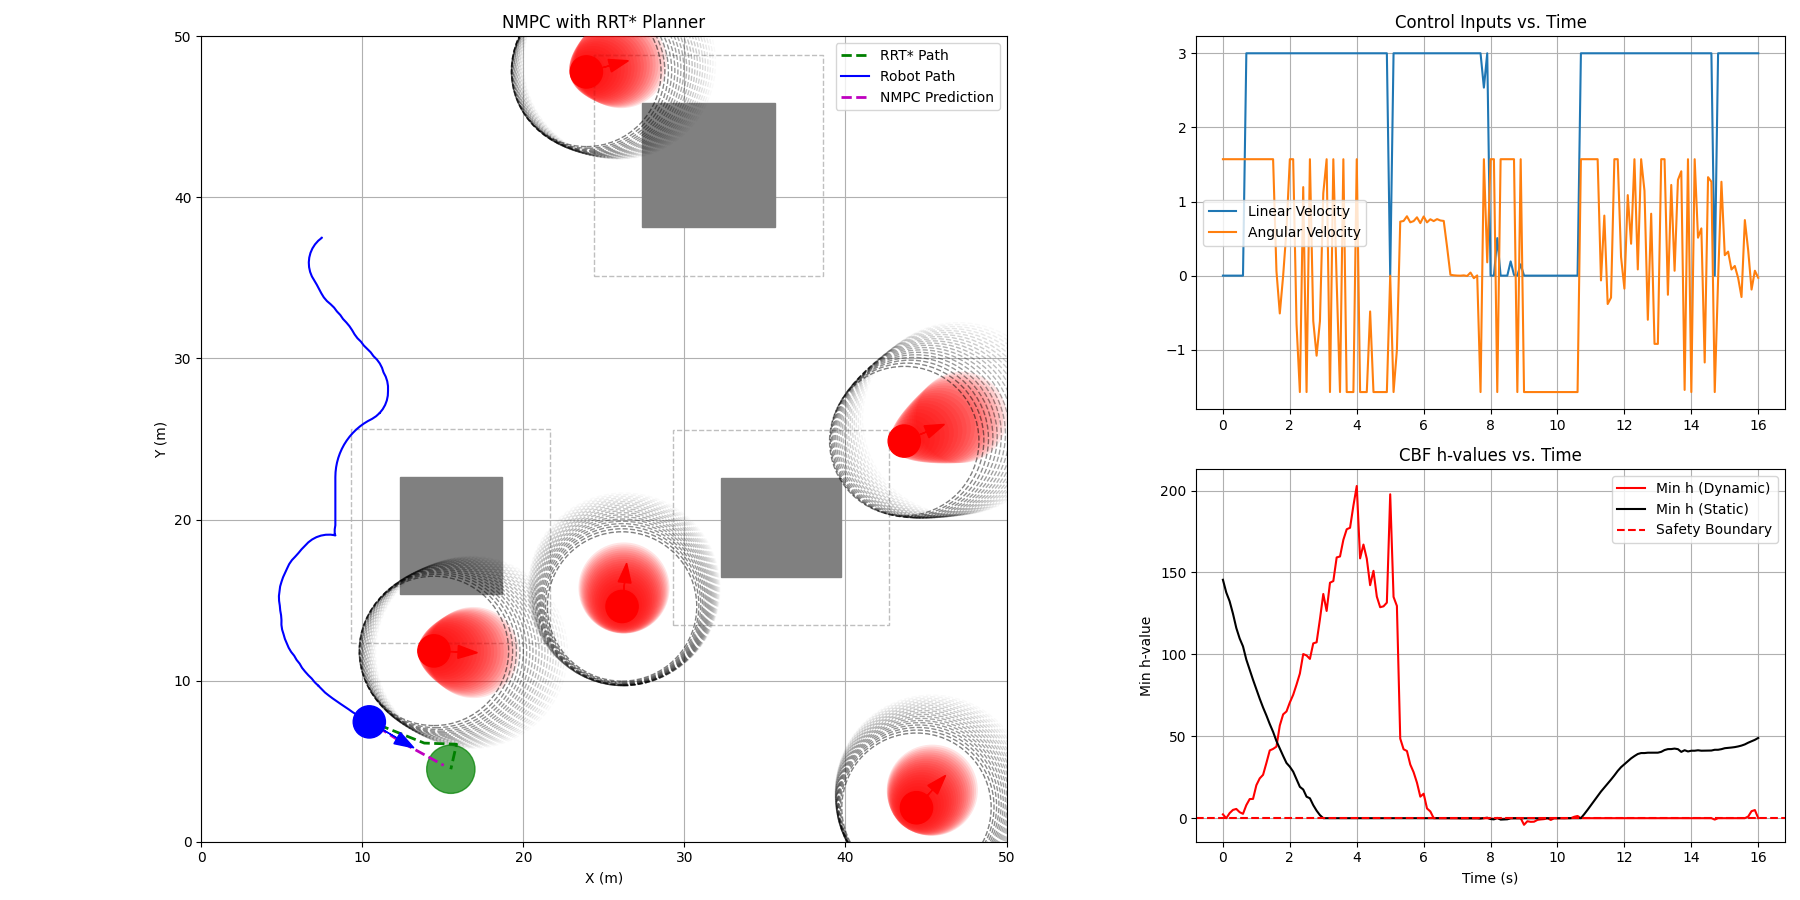 NMPC with RRT* Planner
50
40
30
20
10
0
Y (m)
0 10 20 30 40 50
X (m)
RRT* Path
Robot Path
NMPC Prediction
Control Inputs vs. Time
3
2
1
0
−1
Linear Velocity
Angular Velocity
0 2 4 6 8 10 12 14 16
CBF h-values vs. Time
200
150
100
50
0
Min h-value
Min h (Dynamic)
Min h (Static)
Safety Boundary
0 2 4 6 8 10 12 14 16
Time (s)